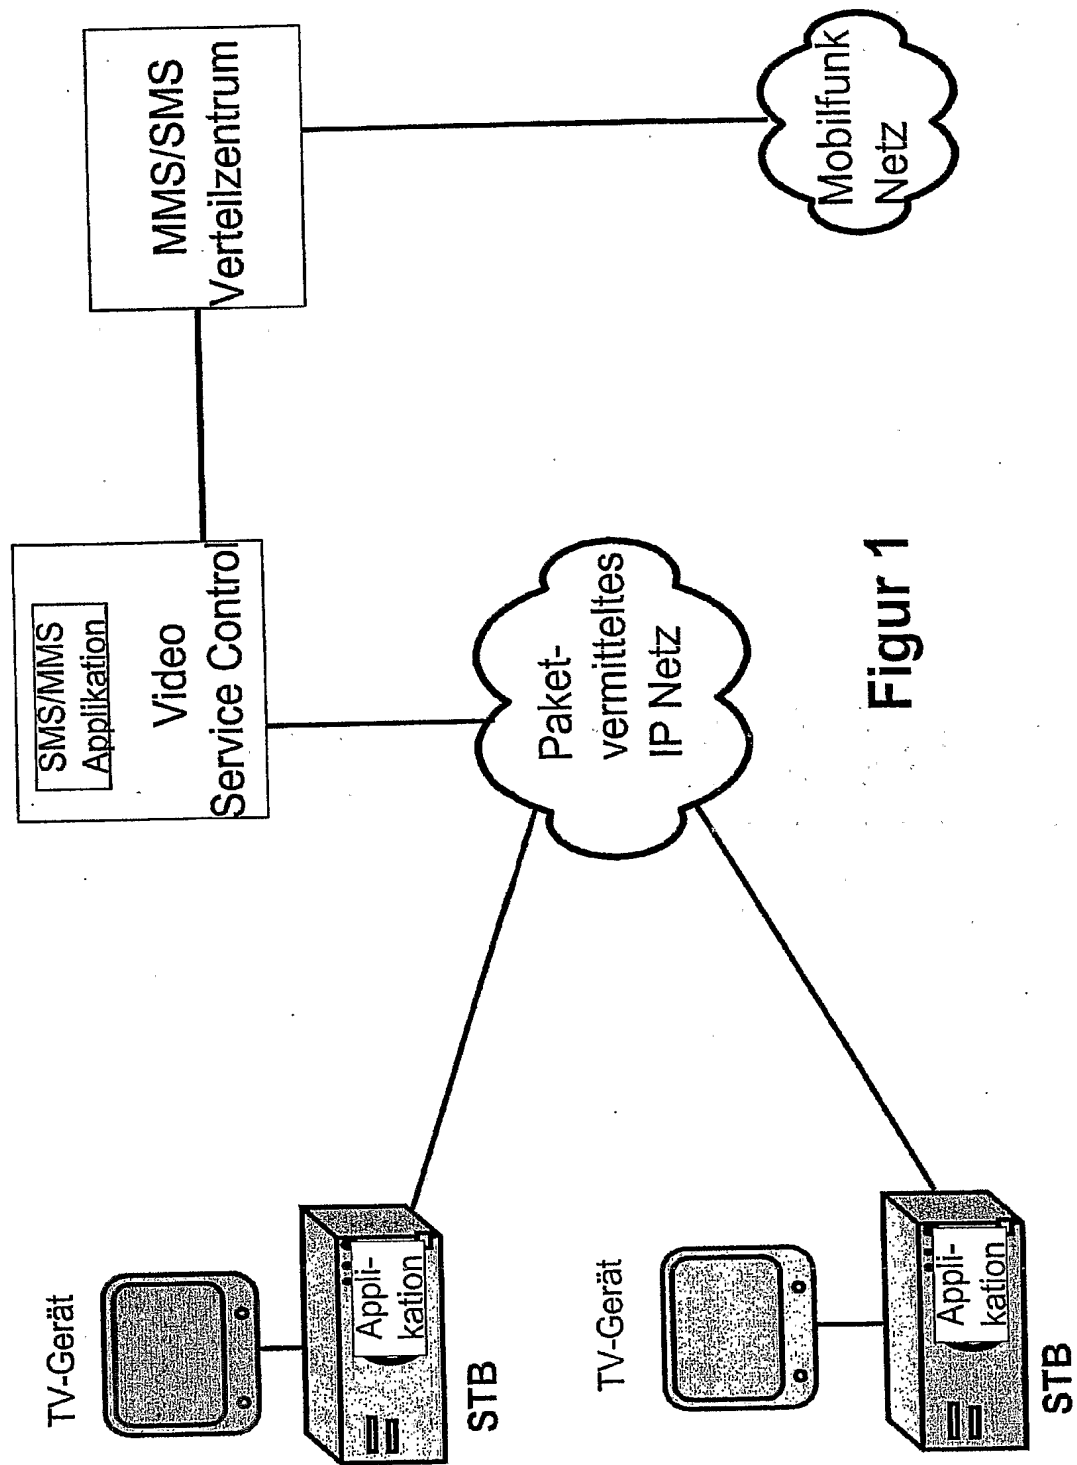 TV-Gerät
Appli-
kation
STB
TV-Gerät
Appli-
kation
STB
SMS/MMS
Applikation
Video
Service Control
Paket-
vermitteltes
IP Netz
MMS/SMS
Verteilzentrum
Mobilfunk
Netz
Figur 1